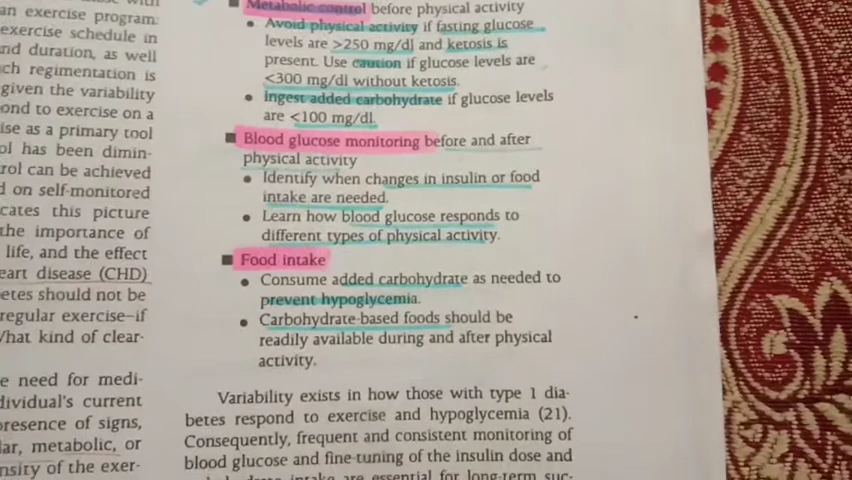 an exercise program.
exercise schedule in
nd duration, as well
ch regimentation is
given the variability
ond to exercise on a
ise as a primary tool
ol has been dimin-
rol can be achieved
d on self-monitored
cates this picture
the importance of
life, and the effect
eart disease (CHD)
etes should not be
regular exercise–if
What kind of clear-
e need for medi-
dividual's current
presence of signs,
lar, metabolic, or
nsity of the exer-
■ Metabolic control before physical activity
● Avoid physical activity if fasting glucose
levels are >250 mg/dl and ketosis is
present. Use caution if glucose levels are
<300 mg/dl without ketosis.
● Ingest added carbohydrate if glucose levels
are <100 mg/dl.
■ Blood glucose monitoring before and after
physical activity
● Identify when changes in insulin or food
intake are needed.
● Learn how blood glucose responds to
different types of physical activity.
■ Food intake
● Consume added carbohydrate as needed to
prevent hypoglycemia.
● Carbohydrate-based foods should be
readily available during and after physical
activity.
Variability exists in how those with type 1 dia-
betes respond to exercise and hypoglycemia (21).
Consequently, frequent and consistent monitoring of
blood glucose and fine-tuning of the insulin dose and
intake are essential for long-term suc-